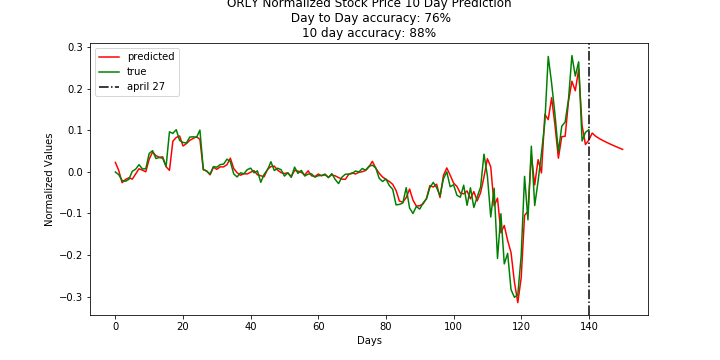 ORLY Normalized Stock Price 10 Day Prediction
Day to Day accuracy: 76%
10 day accuracy: 88%
0.3
0.2
0.1
0.0
−0.1
−0.2
−0.3
Normalized Values
predicted
true
april 27
0
20
40
60
80
100
120
140
Days